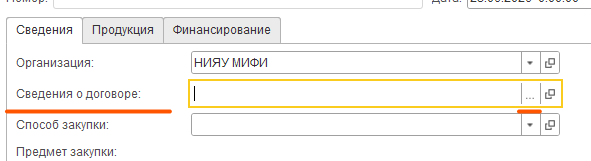 Сведения Продукция Финансирование
Организация: НИЯУ МИФИ
Сведения о договоре: ...
Способ закупки:
Предмет закупки: